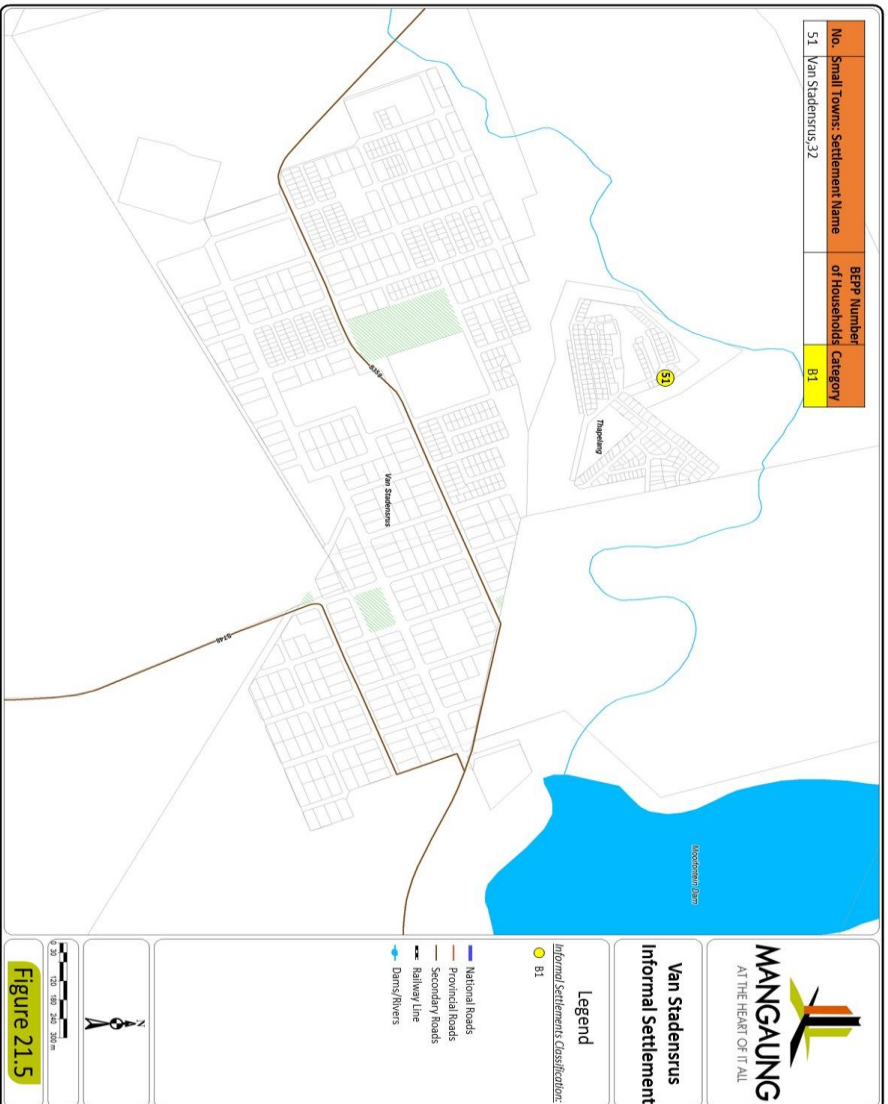 No. Small Towns: Settlement Name BEPP Number of Households Category
51 Van Stadensrus,32 B1
51
Thapelang
Van Stadensrus
S359
S748
Mooifontein Dam
MANGAUNG
AT THE HEART OF IT ALL
Van Stadensrus
Informal Settlement
Legend
Informal Settlements Classification:
B1
National Roads
Provincial Roads
Secondary Roads
Railway Line
Dams/Rivers
N
0 30 120 180 240 300 m
Figure 21.5